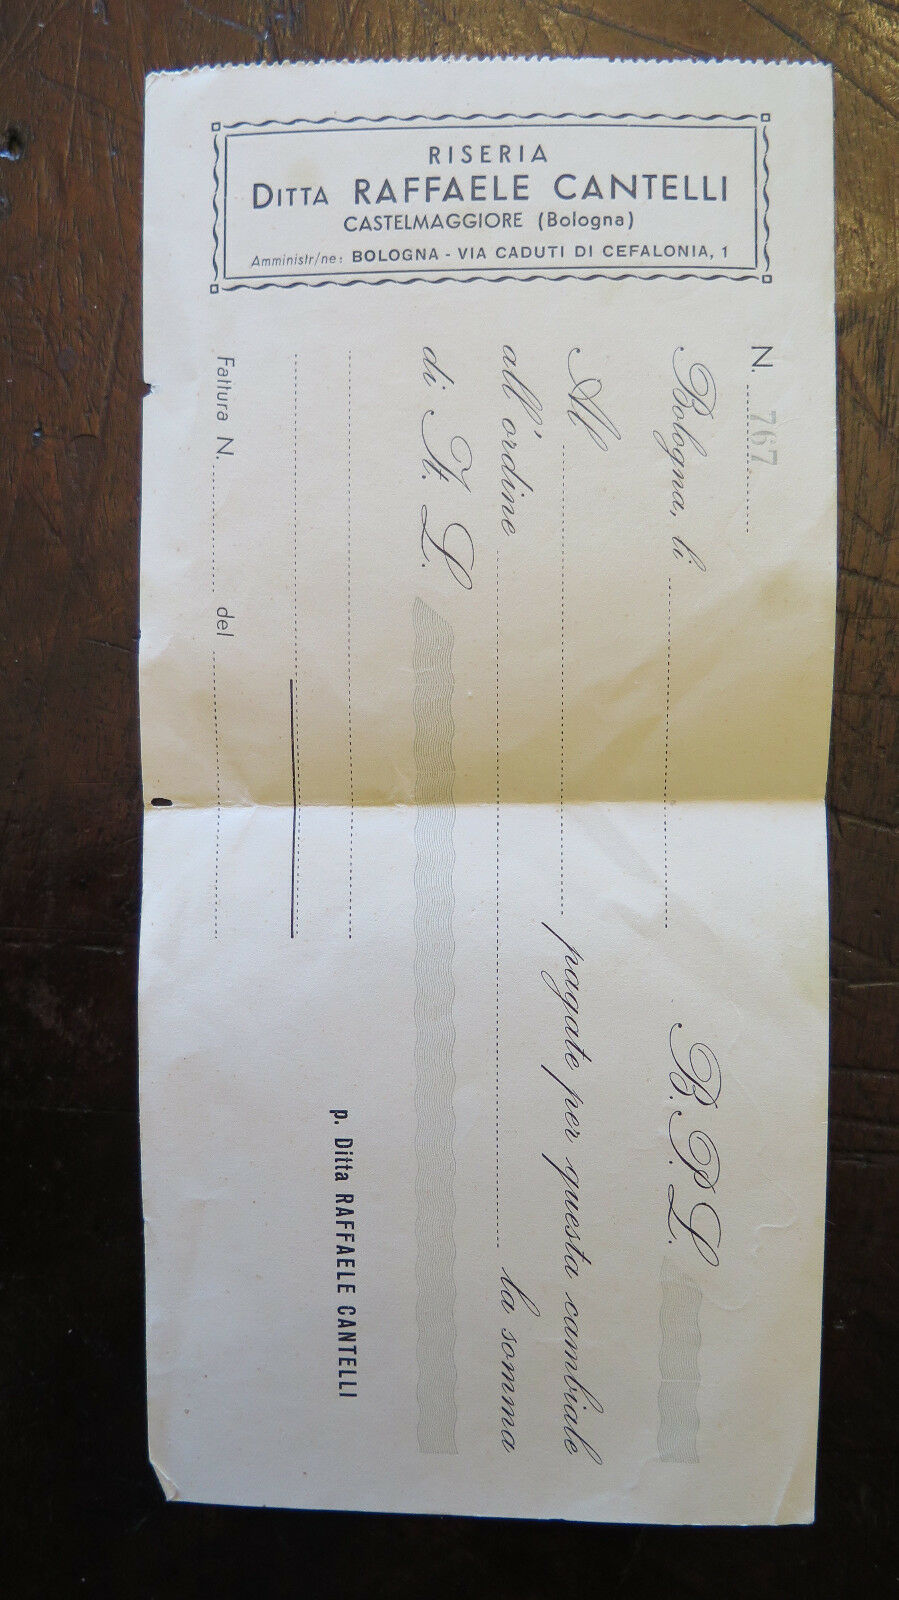 RISERIA
DITTA RAFFAELE CANTELLI
CASTELMAGGIORE (Bologna)
Amministr/ne: BOLOGNA - VIA CADUTI DI CEFALONIA, 1
N. 767
Bologna, li B. P. L.
Al pagate per questa cambiale
all'ordine la somma
di It. L.
p. Ditta RAFFAELE CANTELLI
Fattura N. del